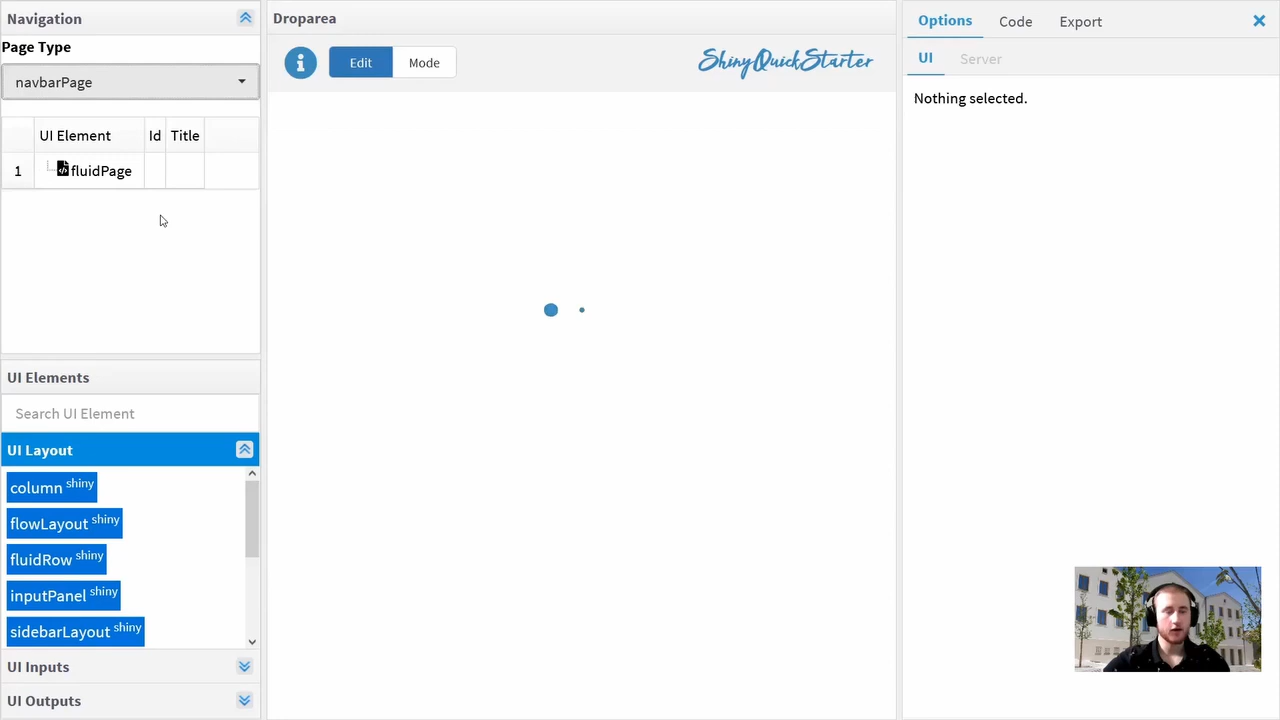 Navigation
Page Type
navbarPage
UI Element Id Title
1 fluidPage
UI Elements
Search UI Element
UI Layout
column shiny
flowLayout shiny
fluidRow shiny
inputPanel shiny
sidebarLayout shiny
UI Inputs
UI Outputs
Droparea
i Edit Mode ShinyQuickStarter
Options Code Export
UI Server
Nothing selected.